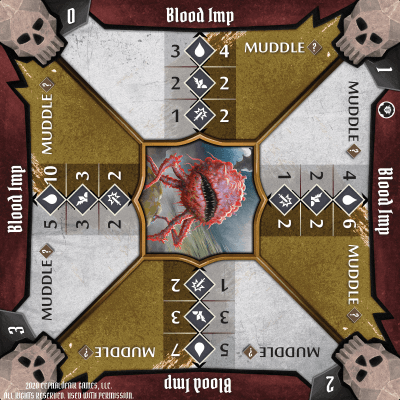 0
Blood Imp
3 4 MUDDLE ?
2 2
1 2
1
MUDDLE ?
Blood Imp
1 2 4
2 2 6
MUDDLE ?
MUDDLE ?
Blood Imp
10 3 2
5 3 2
MUDDLE ?
3
2
Blood Imp
5 7 MUDDLE ?
3 3
1 2
MUDDLE ?
2020 CEPHALOFAIR GAMES, LLC.
ALL RIGHTS RESERVED. USED WITH PERMISSION.